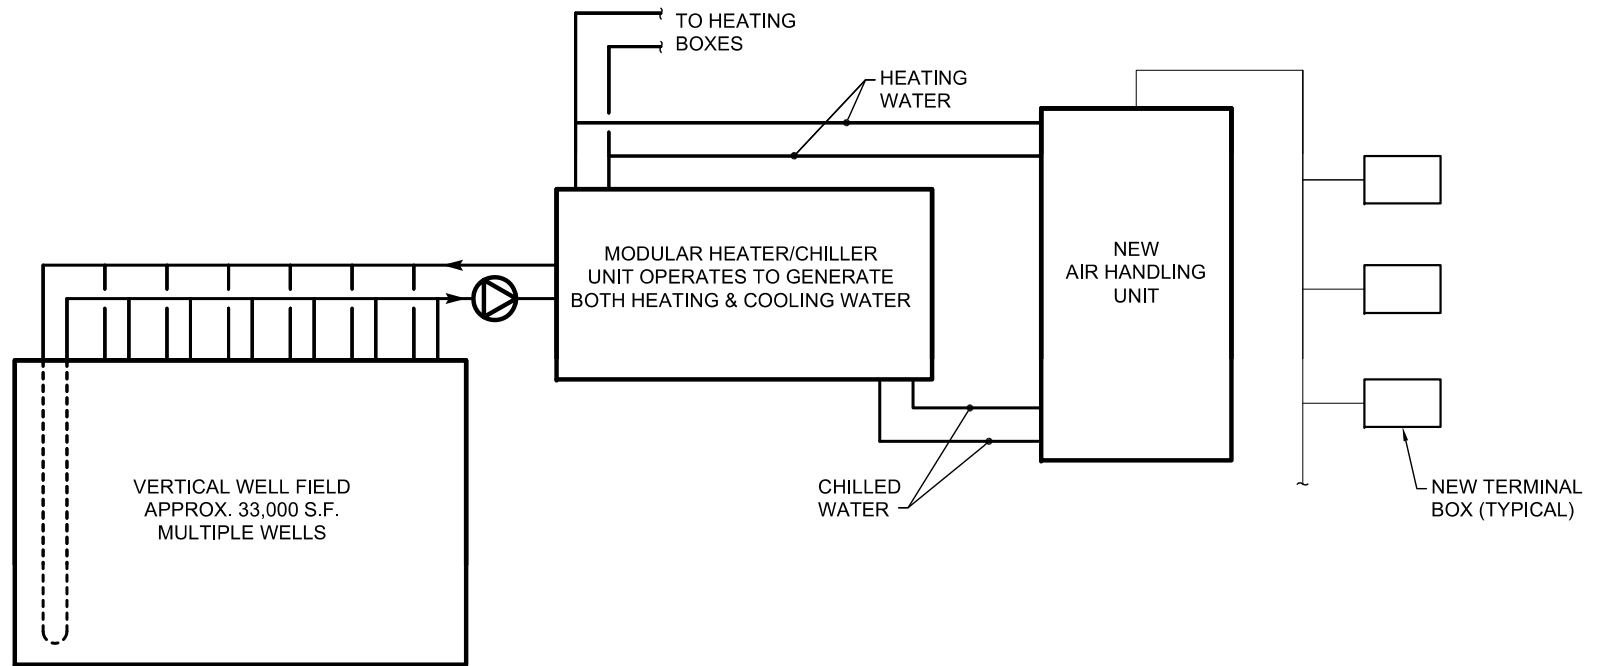 TO HEATING
BOXES
HEATING
WATER
MODULAR HEATER/CHILLER
UNIT OPERATES TO GENERATE
BOTH HEATING & COOLING WATER
NEW
AIR HANDLING
UNIT
VERTICAL WELL FIELD
APPROX. 33,000 S.F.
MULTIPLE WELLS
CHILLED
WATER
NEW TERMINAL
BOX (TYPICAL)